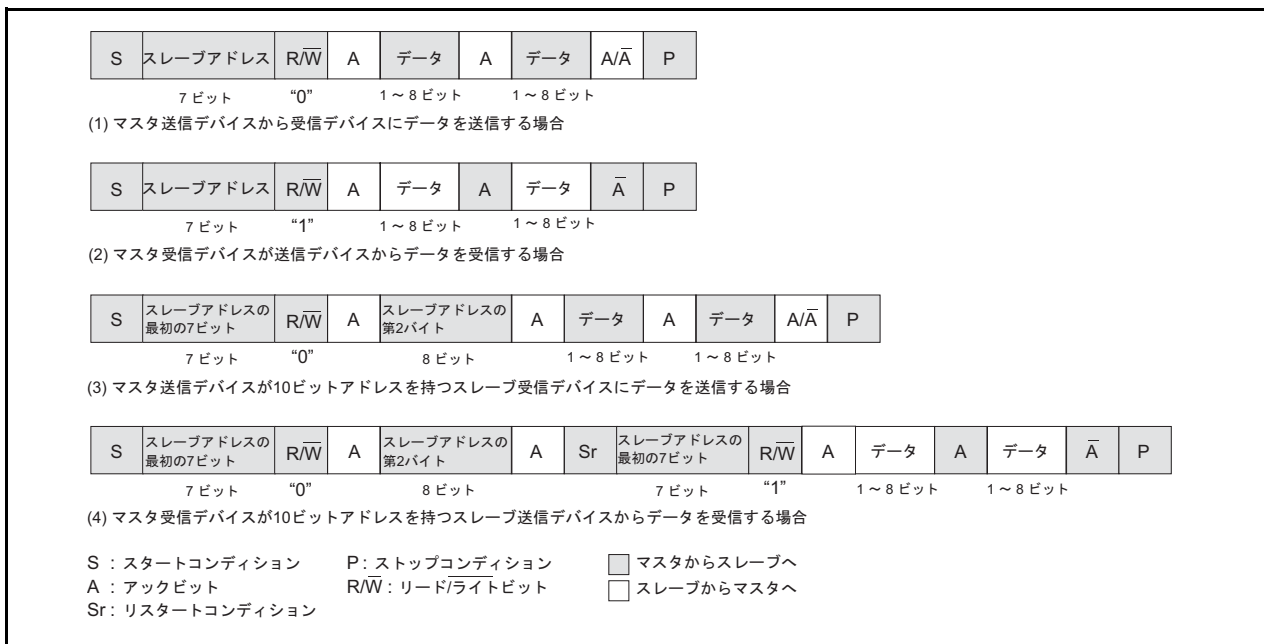 S スレーブアドレス R/W̅ A データ A データ A/A̅ P
7 ビット “0” 1 ~ 8 ビット 1 ~ 8 ビット
(1) マスタ送信デバイスから受信デバイスにデータを送信する場合
S スレーブアドレス R/W̅ A データ A データ A̅ P
7 ビット “1” 1 ~ 8 ビット 1 ~ 8 ビット
(2) マスタ受信デバイスが送信デバイスからデータを受信する場合
S スレーブアドレスの最初の7ビット R/W̅ A スレーブアドレスの第2バイト A データ A データ A/A̅ P
7 ビット “0” 8 ビット 1 ~ 8 ビット 1 ~ 8 ビット
(3) マスタ送信デバイスが10ビットアドレスを持つスレーブ受信デバイスにデータを送信する場合
S スレーブアドレスの最初の7ビット R/W̅ A スレーブアドレスの第2バイト A Sr スレーブアドレスの最初の7ビット R/W̅ A データ A データ A̅ P
7 ビット “0” 8 ビット 7 ビット “1” 1 ~ 8 ビット 1 ~ 8 ビット
(4) マスタ受信デバイスが10ビットアドレスを持つスレーブ送信デバイスからデータを受信する場合
S : スタートコンディション P : ストップコンディション マスタからスレーブへ
A : アックビット R/W̅ : リード/ラ̅イ̅ト̅ビット スレーブからマスタへ
Sr : リスタートコンディション